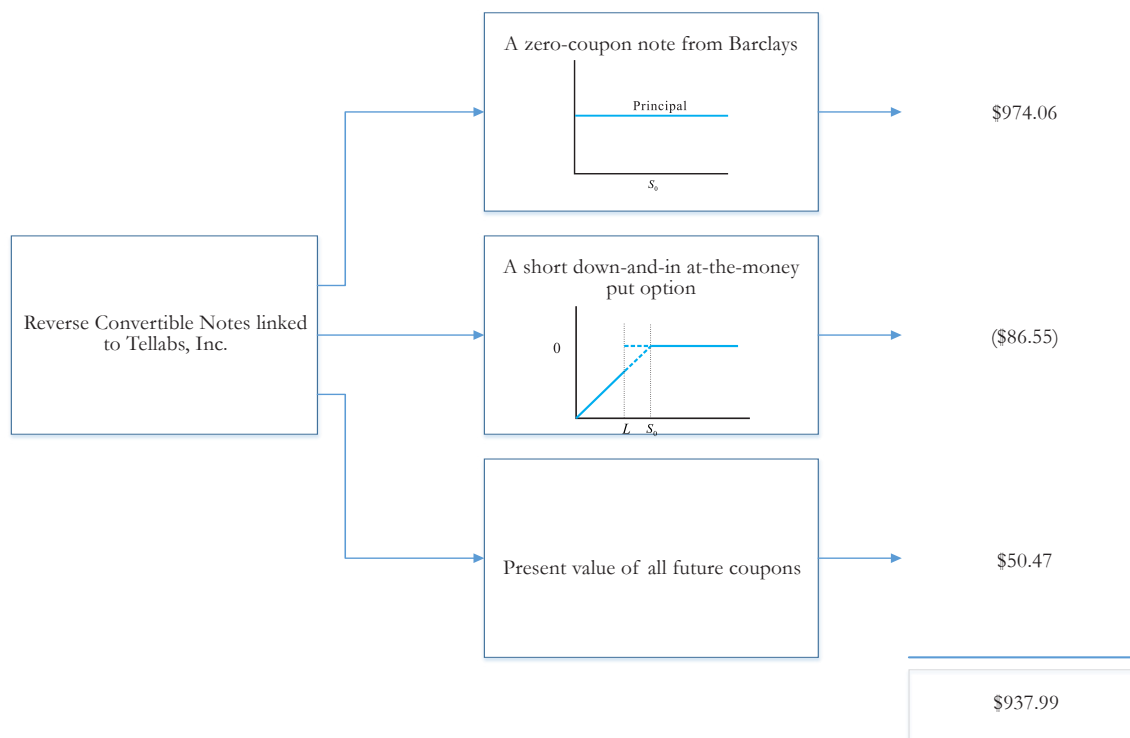 A zero-coupon note from Barclays
Principal
S0
$974.06
Reverse Convertible Notes linked
to Tellabs, Inc.
A short down-and-in at-the-money
put option
0
L S0
($86.55)
Present value of all future coupons
$50.47
$937.99